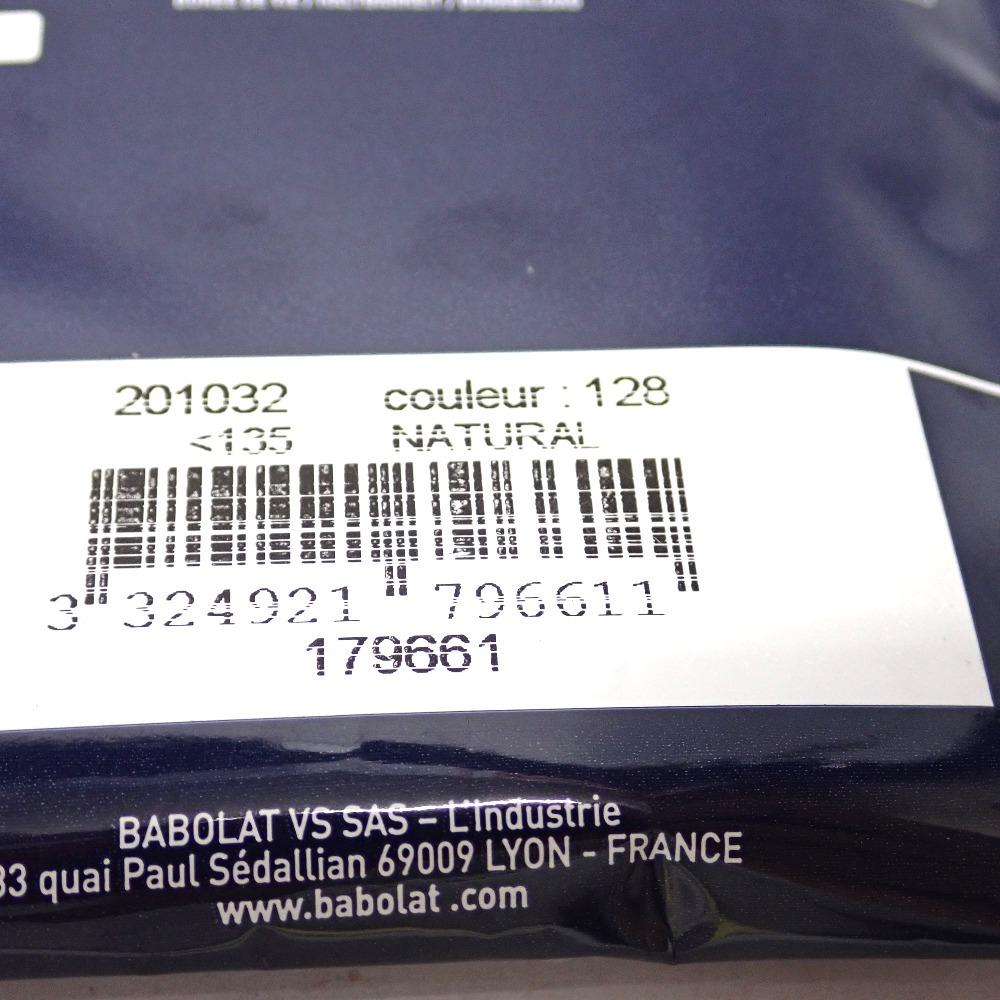 201032 couleur : 128
<135 NATURAL
3 324921 796611
179661
BABOLAT VS SAS – L'Industrie
33 quai Paul Sédallian 69009 LYON - FRANCE
www.babolat .com